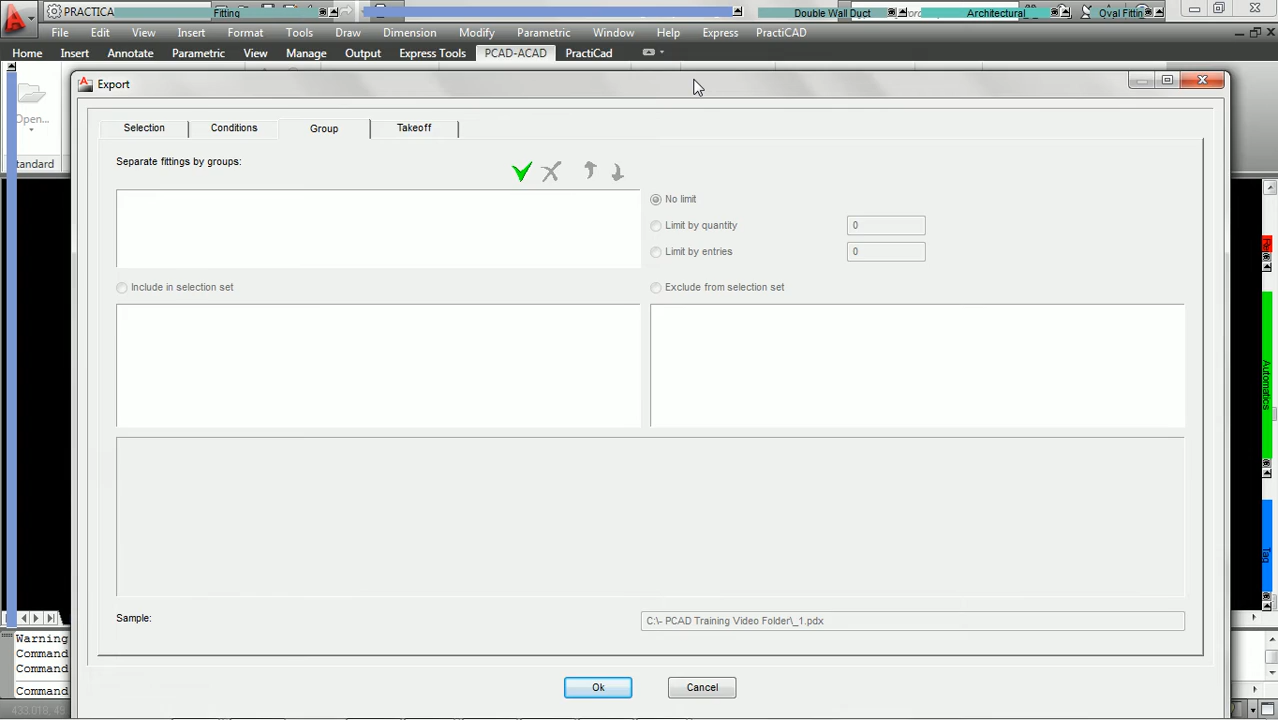 PRACTICA Fitting Double Wall Duct Architectural Oval Fittin
File Edit View Insert Format Tools Draw Dimension Modify Parametric Window Help Express PractiCAD
Home Insert Annotate Parametric View Manage Output Express Tools PCAD-ACAD PractiCad
Export
Open...
Selection Conditions Group Takeoff
tandard
Separate fittings by groups:
No limit
Limit by quantity 0
Limit by entries 0
Include in selection set Exclude from selection set
Automatics
Tag
Sample: C:\- PCAD Training Video Folder\_1.pdx
Warning
Command
Command
Command
Ok Cancel